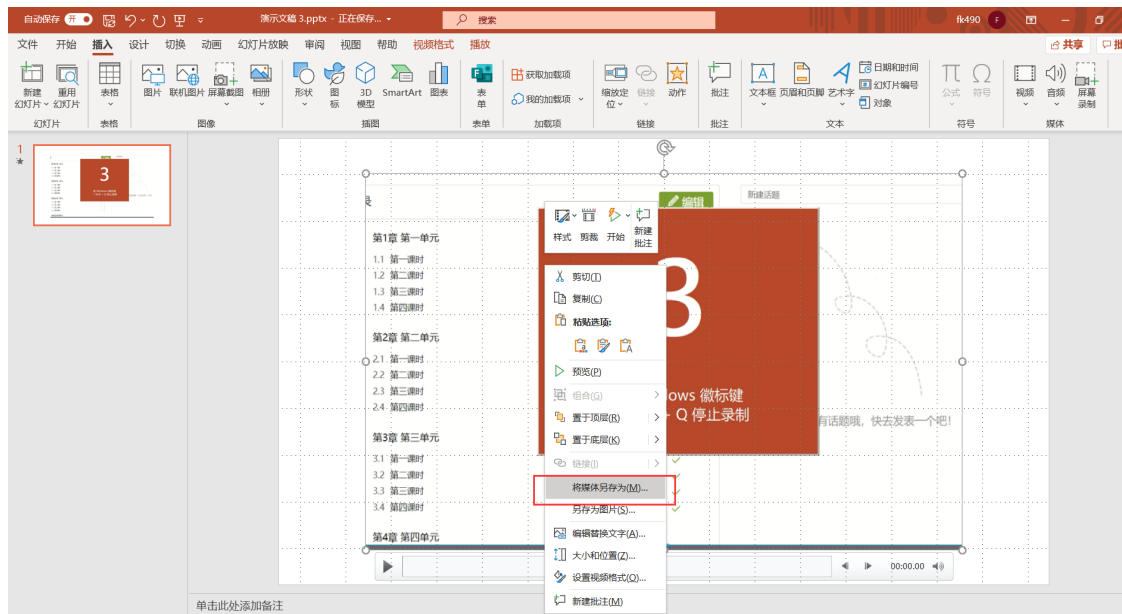 自动保存 开
演示文稿 3.pptx - 正在保存...
搜索
fk490
F
文件 开始 插入 设计 切换 动画 幻灯片放映 审阅 视图 帮助 视频格式 播放
共享
批
新建
幻灯片
重用
幻灯片
表格
图片 联机图片 屏幕截图 相册
形状
图
标
3D
模型
SmartArt 图表
表
单
获取加载项
我的加载项
缩放定
位
链接
动作
批注
文本框 页眉和页脚 艺术字
日期和时间
幻灯片编号
对象
公式 符号
视频 音频
屏幕
录制
幻灯片 表格 图像 插图 表单 加载项 链接 批注 文本 符号 媒体
1
3
录
编辑
新建话题
样式 剪裁 开始
新建
批注
第1章 第一单元
1.1 第一课时
1.2 第二课时
1.3 第三课时
1.4 第四课时
第2章 第二单元
2.1 第一课时
2.2 第二课时
2.3 第三课时
2.4 第四课时
第3章 第三单元
3.1 第一课时
3.2 第二课时
3.3 第三课时
3.4 第四课时
第4章 第四单元
3
ows 徽标键
- Q 停止录制
有话题哦，快去发表一个吧!
剪切(T)
复制(C)
粘贴选项:
预览(P)
组合(G)
置于顶层(R)
置于底层(K)
链接(I)
将媒体另存为(M)...
另存为图片(S)...
编辑替换文字(A)...
大小和位置(Z)...
设置视频格式(O)...
新建批注(M)
00:00.00
单击此处添加备注